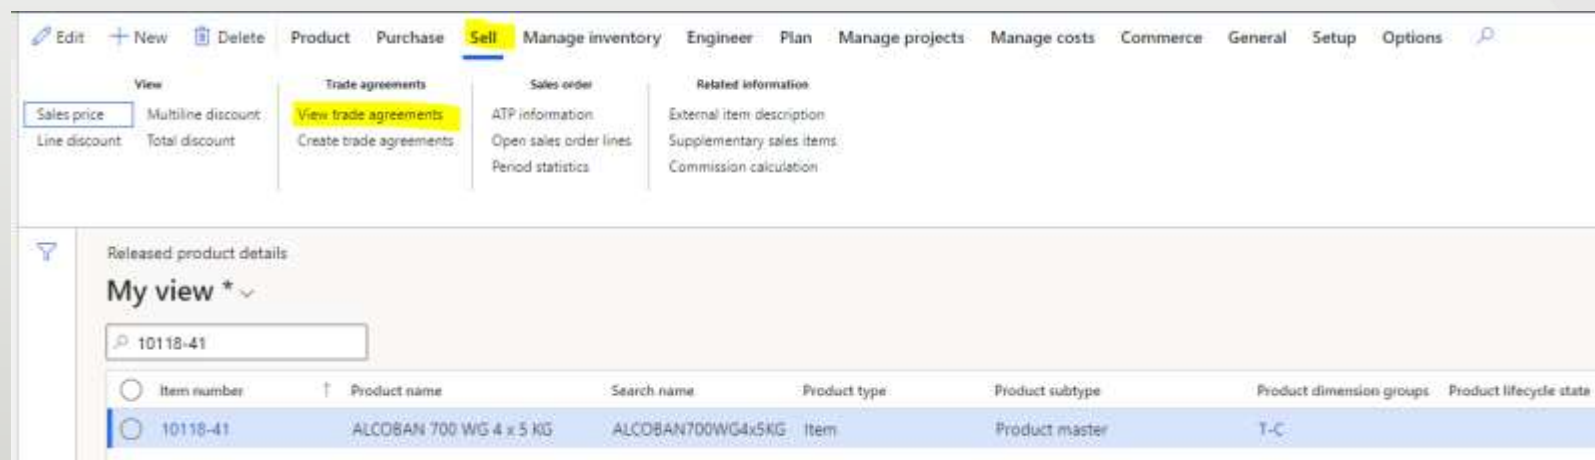 Edit New Delete Product Purchase Sell Manage inventory Engineer Plan Manage projects Manage costs Commerce General Setup Options
View Trade agreements Sales order Related information
Sales price Multiline discount View trade agreements ATP information External item description
Line discount Total discount Create trade agreements Open sales order lines Supplementary sales items
Period statistics Commission calculation
Released product details
My view *
10118-41
Item number Product name Search name Product type Product subtype Product dimension groups Product lifecycle state
10118-41 ALCOBAN 700 WG 4 x 5 KG ALCOBAN700WG4x5KG Item Product master T-C